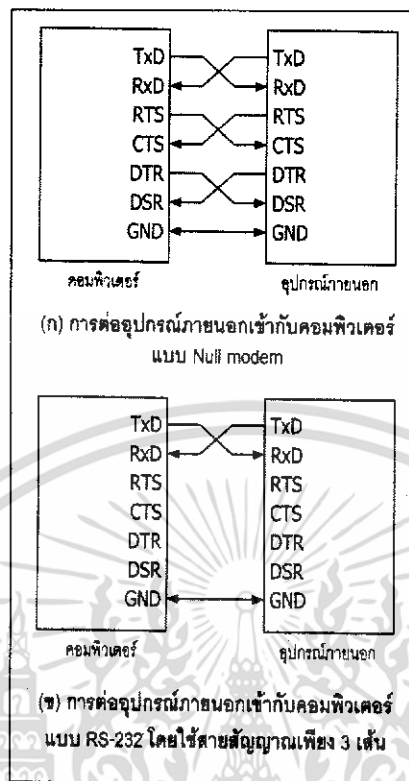 TxD TxD
RxD RxD
RTS RTS
CTS CTS
DTR DTR
DSR DSR
GND GND
คอมพิวเตอร์ อุปกรณ์ภายนอก
(ก) การต่ออุปกรณ์ภายนอกเข้ากับคอมพิวเตอร์
แบบ Null modem
TxD TxD
RxD RxD
RTS RTS
CTS CTS
DTR DTR
DSR DSR
GND GND
คอมพิวเตอร์ อุปกรณ์ภายนอก
(ข) การต่ออุปกรณ์ภายนอกเข้ากับคอมพิวเตอร์
แบบ RS-232 โดยใช้สายสัญญาณเพียง 3 เส้น